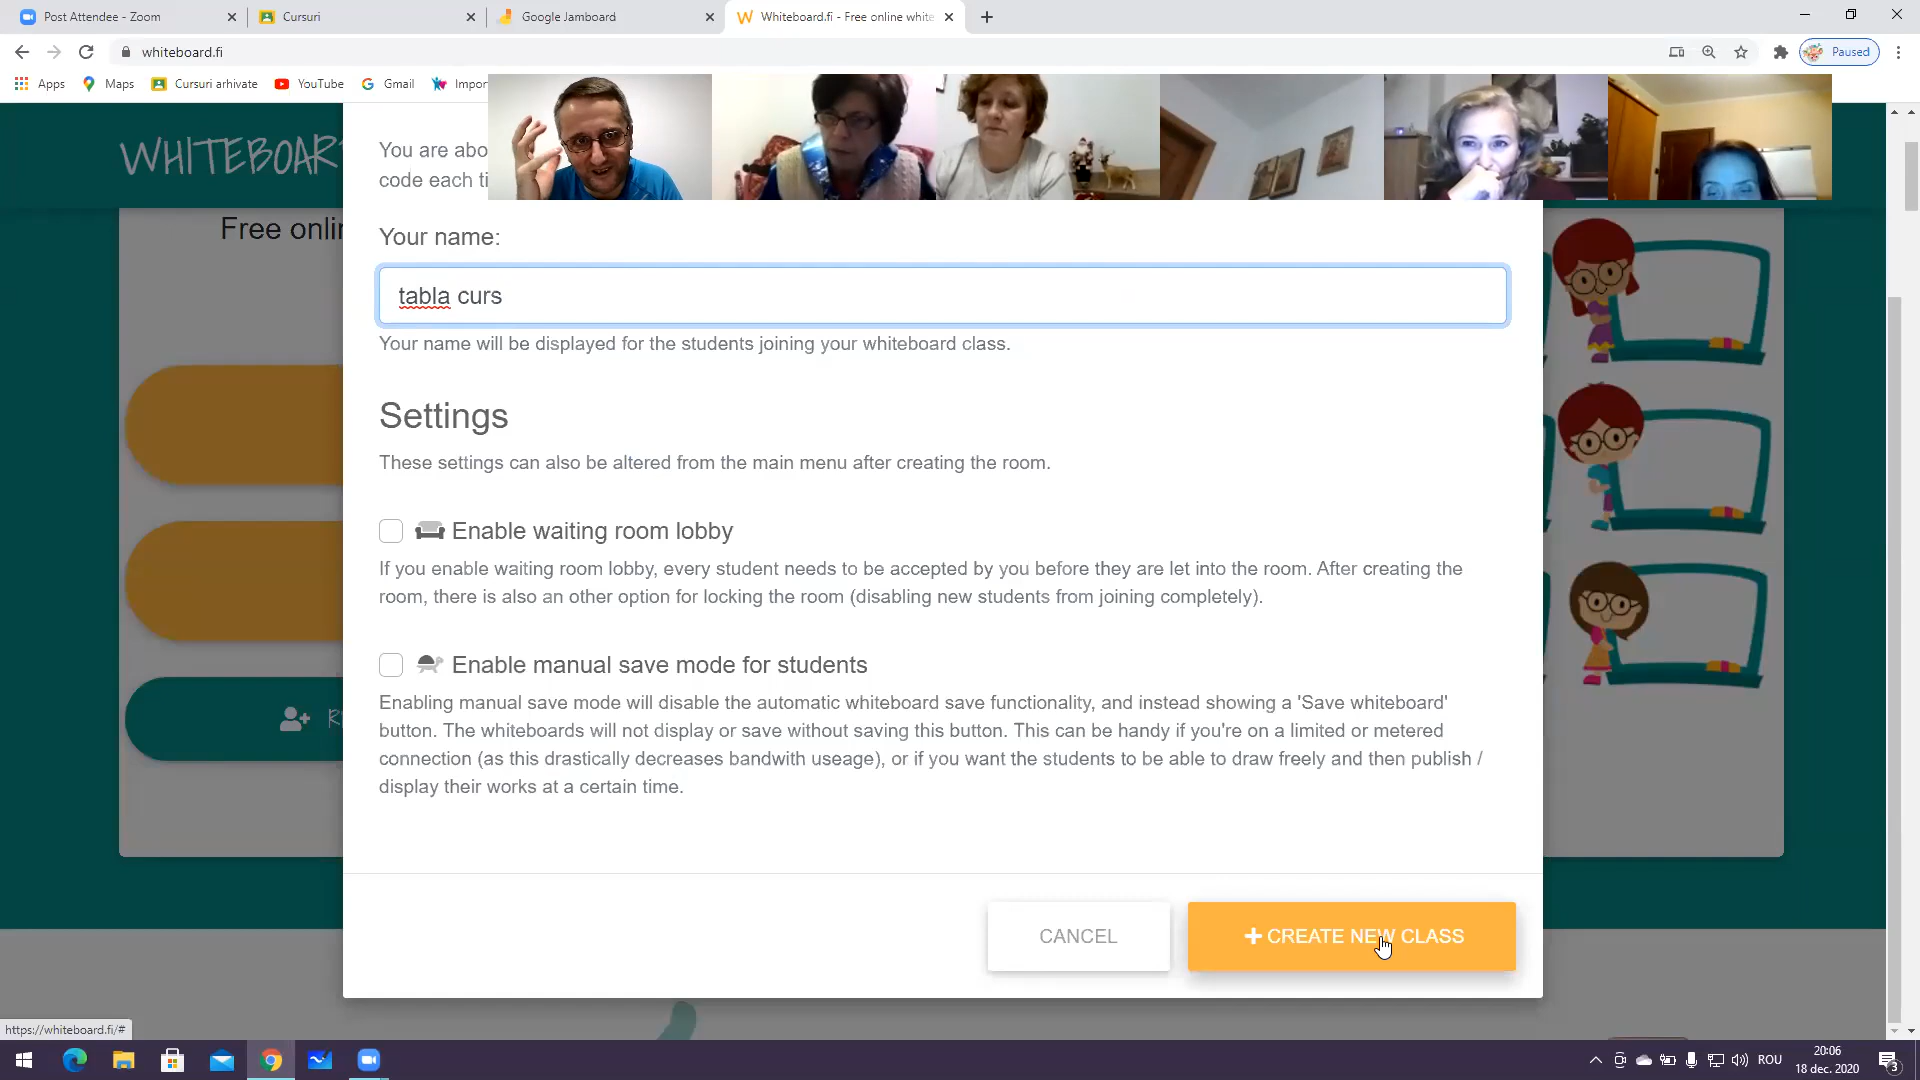 Post Attendee - Zoom
Cursuri
Google Jamboard
Whiteboard.fi - Free online white
whiteboard.fi
Paused
Apps
Maps
Cursuri arhivate
YouTube
Gmail
Impor
WHITEBOAR
You are abo
code each ti
Free onlin
Your name:
tabla curs
Your name will be displayed for the students joining your whiteboard class.
Settings
These settings can also be altered from the main menu after creating the room.
Enable waiting room lobby
If you enable waiting room lobby, every student needs to be accepted by you before they are let into the room. After creating the
room, there is also an other option for locking the room (disabling new students from joining completely).
Enable manual save mode for students
Enabling manual save mode will disable the automatic whiteboard save functionality, and instead showing a 'Save whiteboard'
button. The whiteboards will not display or save without saving this button. This can be handy if you're on a limited or metered
connection (as this drastically decreases bandwith useage), or if you want the students to be able to draw freely and then publish /
display their works at a certain time.
CANCEL
CREATE NEW CLASS
https://whiteboard.fi/#
ROU
20:06
18 dec. 2020
3